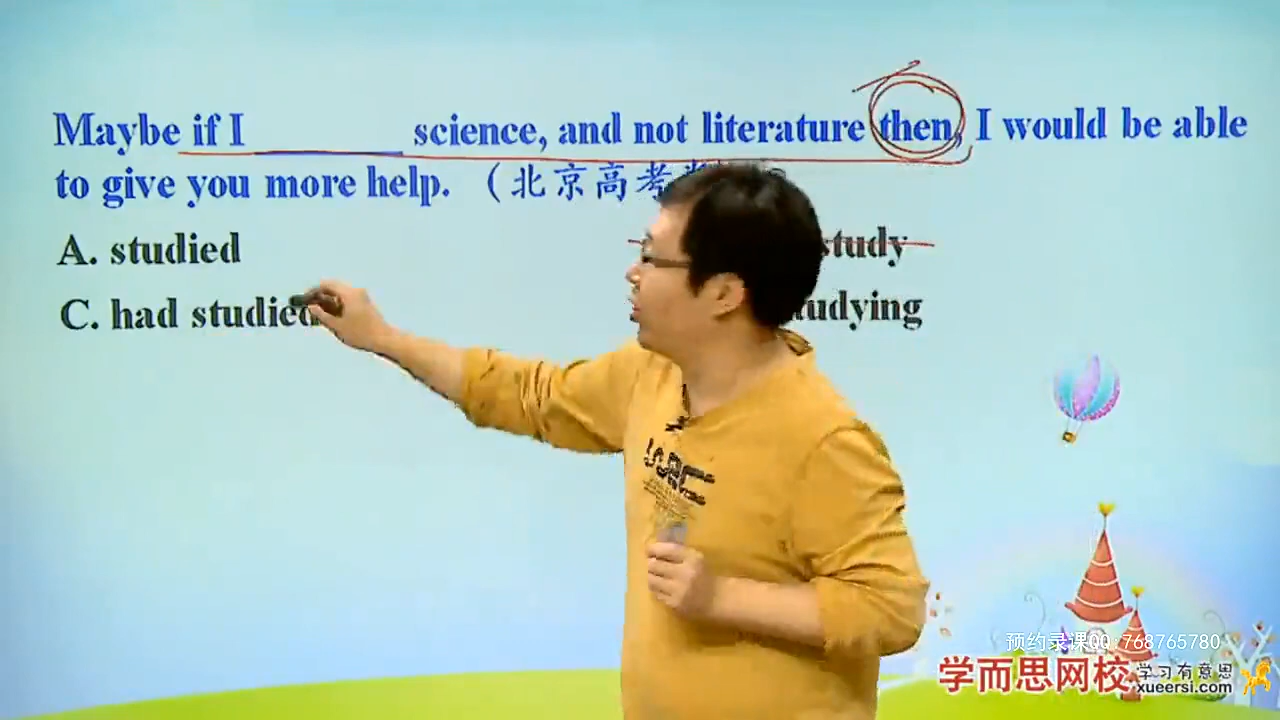 Maybe if I ________ science, and not literature then, I would be able
to give you more help. （北京高考
A. studied
study
C. had studied
udying
预约录课QQ:768765780
学而思网校
学习有意思
xueersi.com